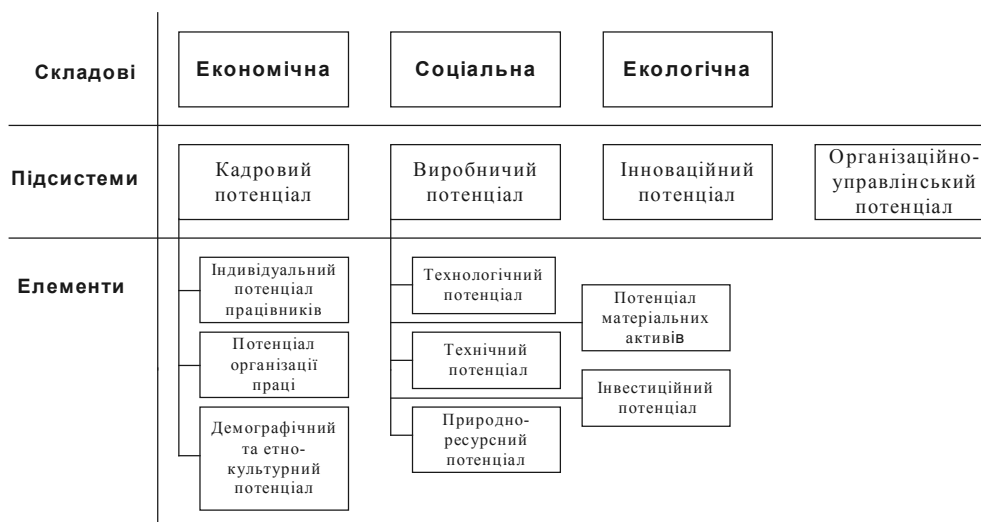 Складові
Економічна
Соціальна
Екологічна
Підсистеми
Кадровий
потенціал
Виробничий
потенціал
Інноваційний
потенціал
Організаційно-
управлінський
потенціал
Елементи
Індивідуальний
потенціал
працівників
Потенціал
організації
праці
Демографічний
та етно-
культурний
потенціал
Технологічний
потенціал
Технічний
потенціал
Природно-
ресурсний
потенціал
Потенціал
матеріальних
активів
Інвестиційний
потенціал